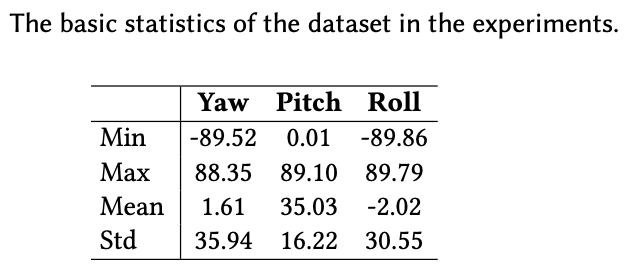 The basic statistics of the dataset in the experiments.
Yaw Pitch Roll
Min -89.52 0.01 -89.86
Max 88.35 89.10 89.79
Mean 1.61 35.03 -2.02
Std 35.94 16.22 30.55